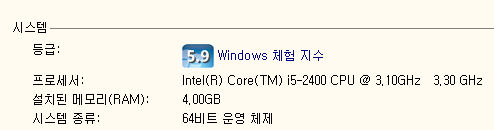 시스템
등급: 5.9 Windows 체험 지수
프로세서: Intel(R) Core(TM) i5-2400 CPU @ 3.10GHz 3.30 GHz
설치된 메모리(RAM): 4.00GB
시스템 종류: 64비트 운영 체제